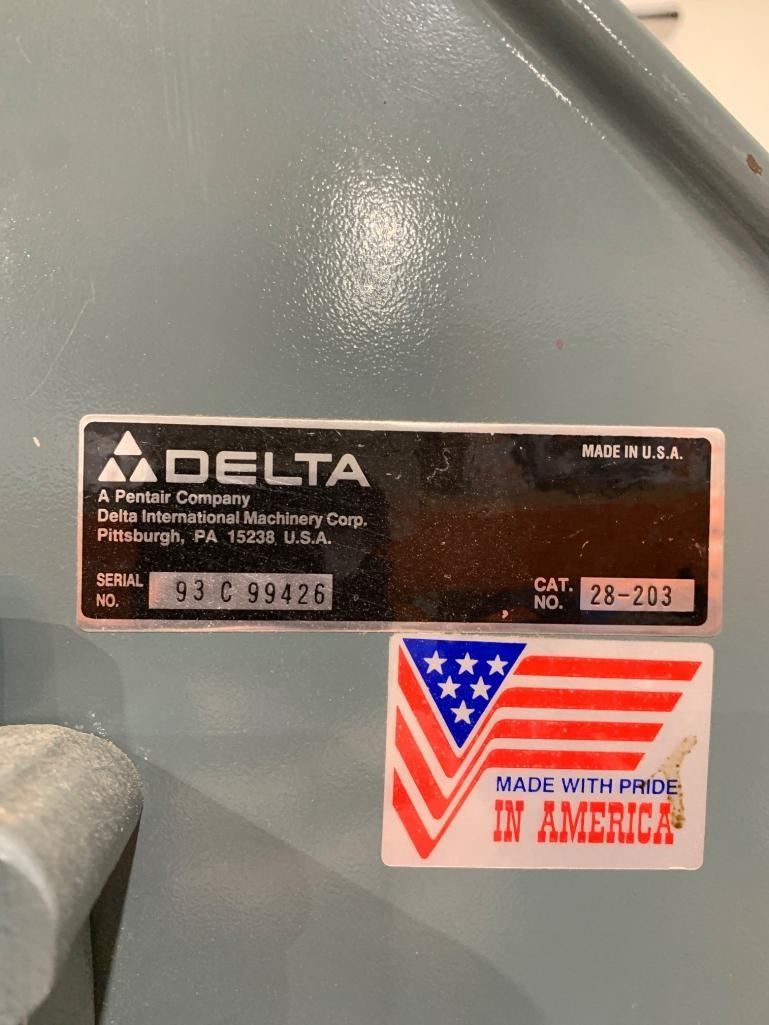 DELTA
MADE IN U.S.A.
A Pentair Company
Delta International Machinery Corp.
Pittsburgh, PA 15238 U.S.A.
SERIAL NO. 93 C 99426
CAT. NO. 28-203
MADE WITH PRIDE
IN AMERICA